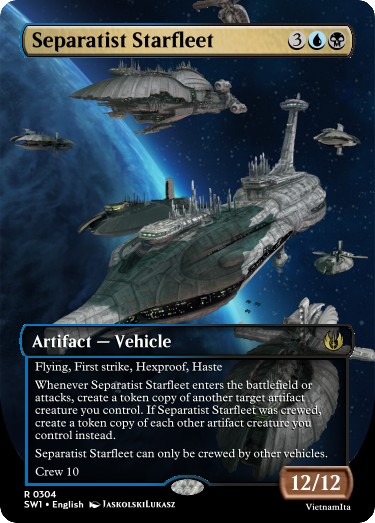 Separatist Starfleet 3
Artifact — Vehicle
Flying, First strike, Hexproof, Haste
Whenever Separatist Starfleet enters the battlefield or
attacks, create a token copy of another target artifact
creature you control. If Separatist Starfleet was crewed,
create a token copy of each other artifact creature you
control instead.
Separatist Starfleet can only be crewed by other vehicles.
Crew 10
12/12
R 0304
SW1 • English JaskolskiLukasz
VietnamIta